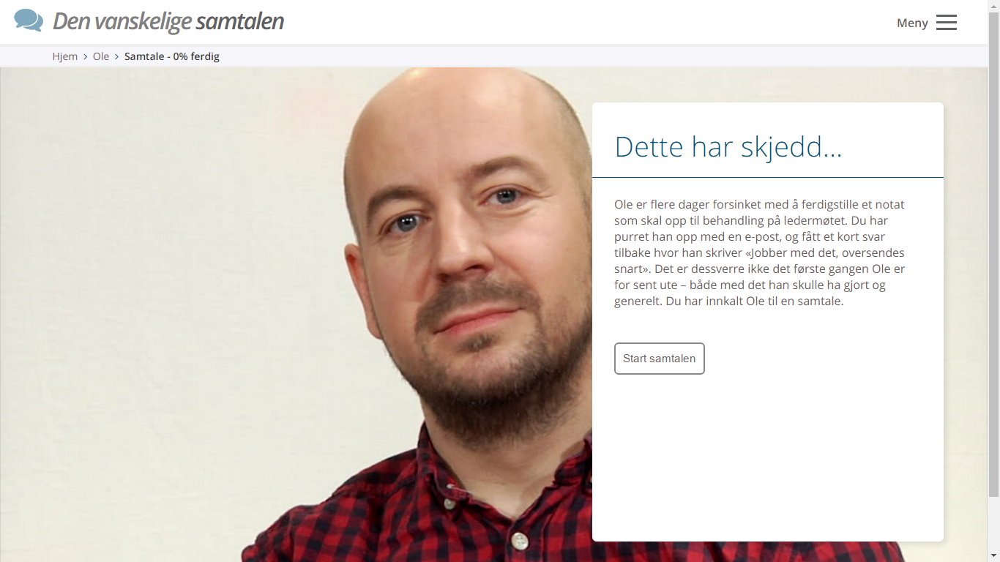 Den vanskelige samtalen
Meny
Hjem > Ole > Samtale - 0% ferdig
Dette har skjedd...
Ole er flere dager forsinket med å ferdigstille et notat
som skal opp til behandling på ledermøtet. Du har
purret han opp med en e-post, og fått et kort svar
tilbake hvor han skriver «Jobber med det, oversendes
snart». Det er dessverre ikke det første gangen Ole er
for sent ute – både med det han skulle ha gjort og
generelt. Du har innkalt Ole til en samtale.
Start samtalen